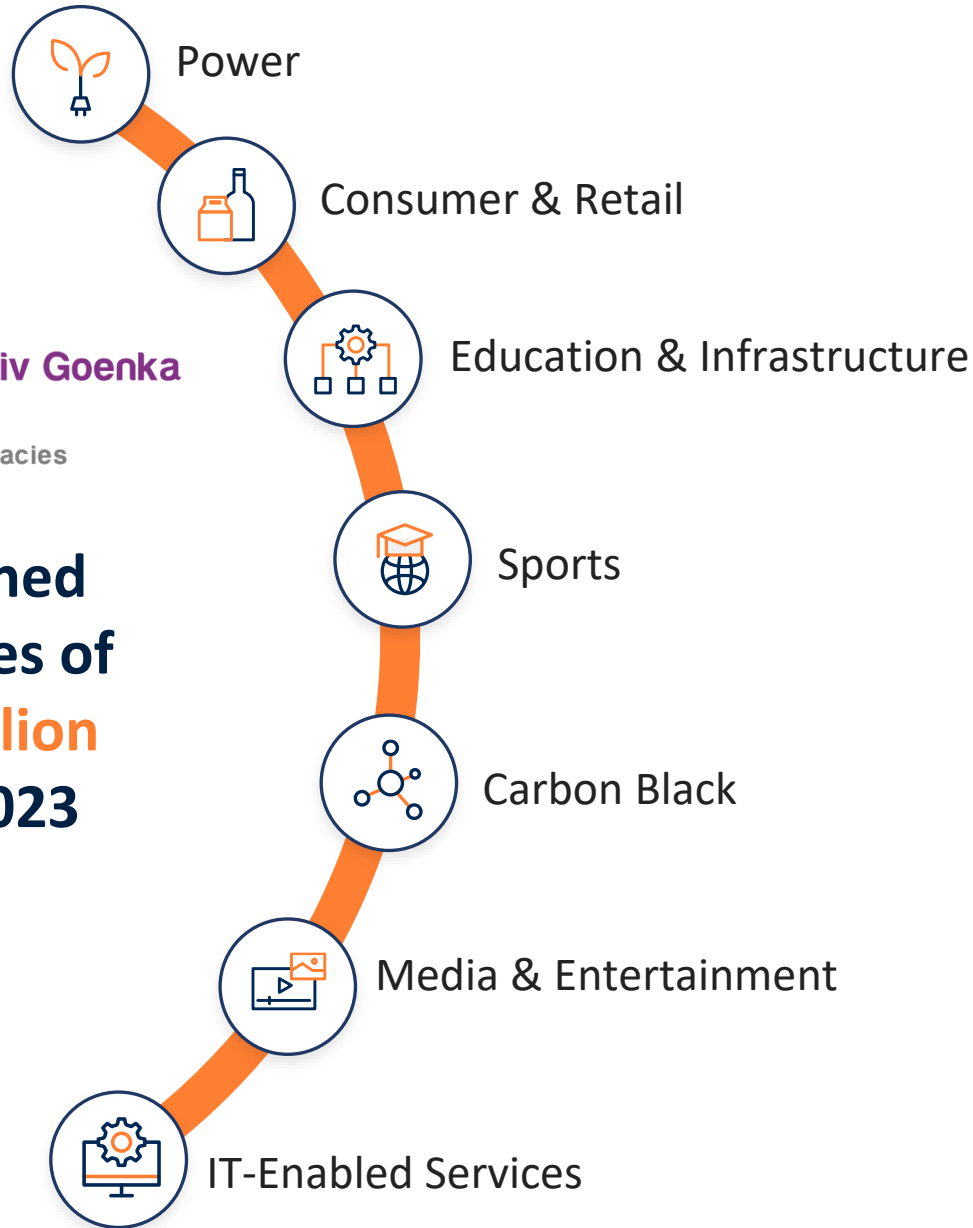 Power
Consumer & Retail
iv Goenka
Education & Infrastructure
acies
ned
Sports
es of
lion
023
Carbon Black
Media & Entertainment
IT-Enabled Services